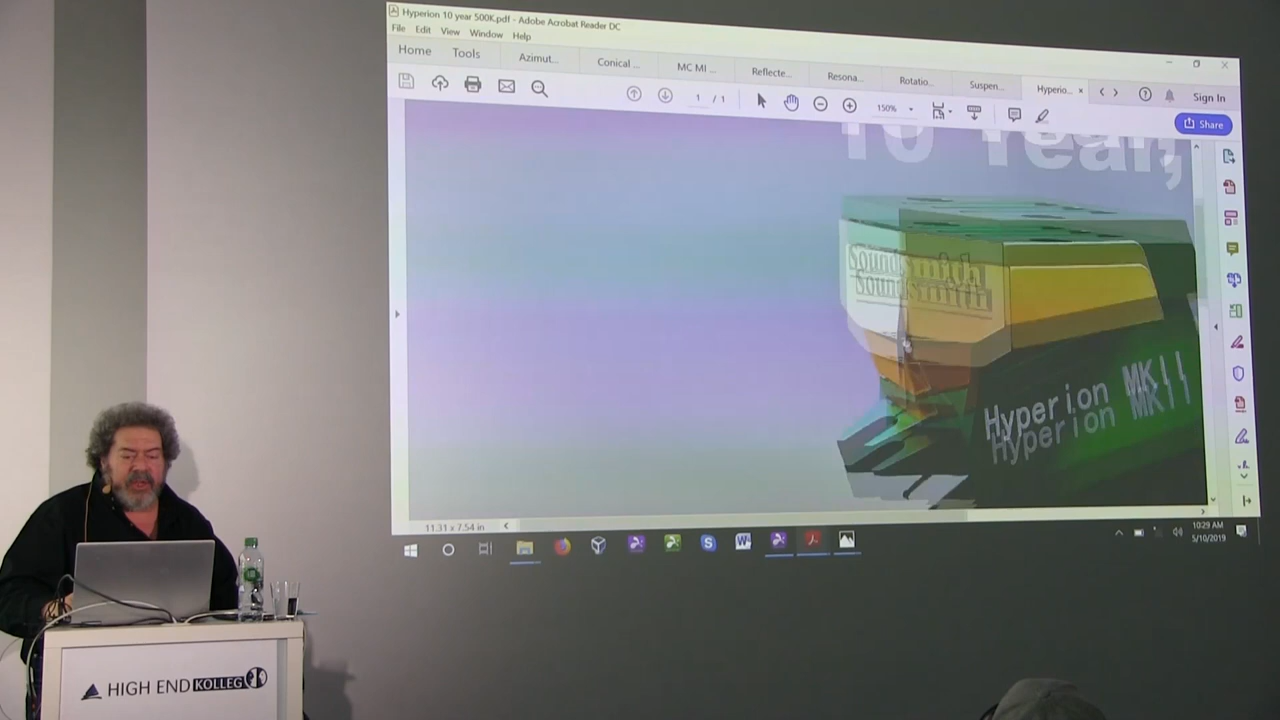 Hyperion 10 year 500K.pdf - Adobe Acrobat Reader DC
File Edit View Window Help
Home Tools Azimut... Conical ... MC MI ... Reflecte... Resona... Rotatio... Suspen... Hyperio... ×
Sign In
1 / 1
150%
Share
10 Year,
Soundsmith
Soundsmith
Hyperion MKII
Hyperion MKII
11.31 x 7.54 in
10:29 AM
5/10/2019
HIGH END KOLLEG